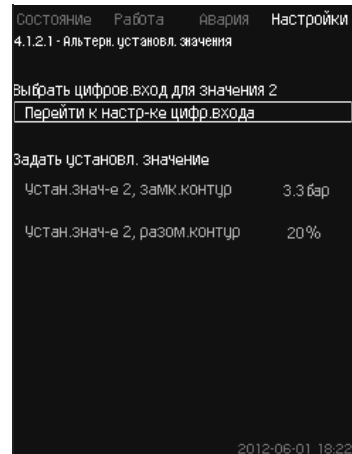 Состояние Работа Авария Настройки
4.1.2.1 - Альтерн. установл. значения
Выбрать цифров.вход для значения 2
Перейти к настр-ке цифр.входа
Задать установл. значение
Устан.знач-е 2, замк.контур 3.3 бар
Устан.знач-е 2, разом.контур 20%
2012-06-01 18:22